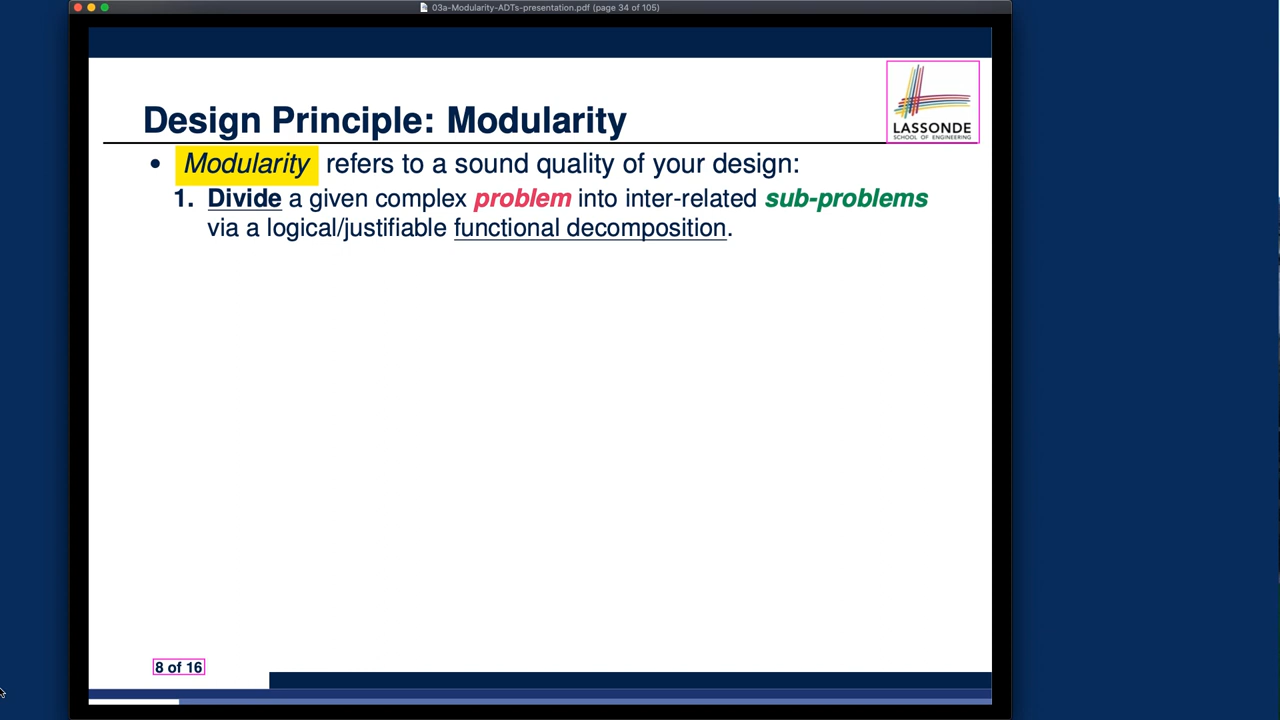 03a-Modularity-ADTs-presentation.pdf (page 34 of 105)
LASSONDE
SCHOOL OF ENGINEERING
Design Principle: Modularity
• Modularity refers to a sound quality of your design:
1. Divide a given complex problem into inter-related sub-problems
via a logical/justifiable functional decomposition.
8 of 16